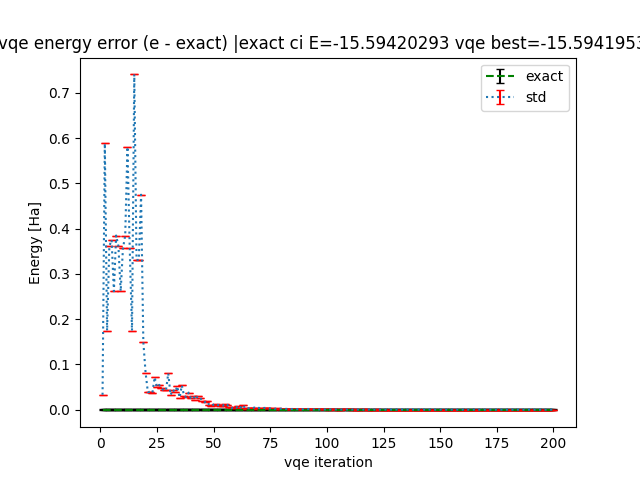 vqe energy error (e - exact) |exact ci E=-15.59420293 vqe best=-15.5941953
exact
std
0.7
0.6
0.5
0.4
0.3
0.2
0.1
0.0
Energy [Ha]
0 25 50 75 100 125 150 175 200
vqe iteration